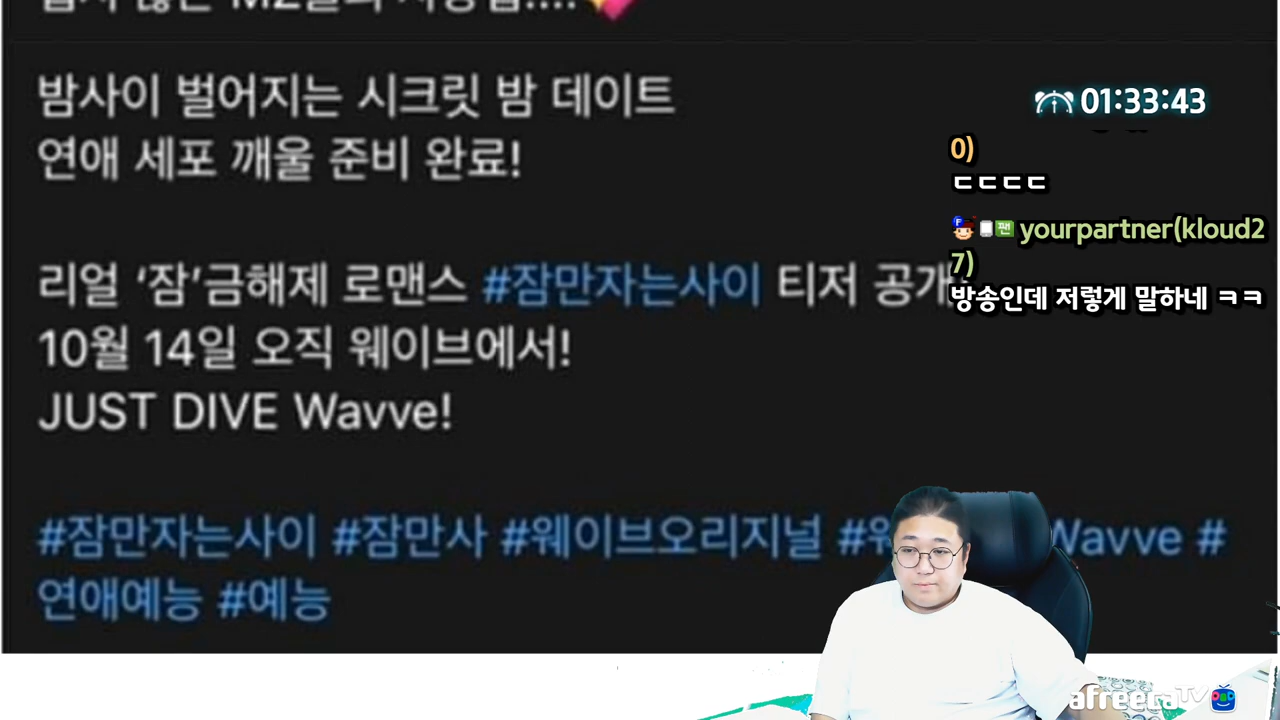 밤사이 벌어지는 시크릿 밤 데이트
연애 세포 깨울 준비 완료!
리얼 ‘잠’금해제 로맨스 #잠만자는사이 티저 공개
10월 14일 오직 웨이브에서!
JUST DIVE Wavve!
#잠만자는사이 #잠만사 #웨이브오리지널 Wavve #
연애예능 #예능
01:33:43
0)
ㄷㄷㄷㄷ
F 팬 yourpartner(kloud2
7)
방송인데 저렇게 말하네 ㅋㅋ
afreecaTV